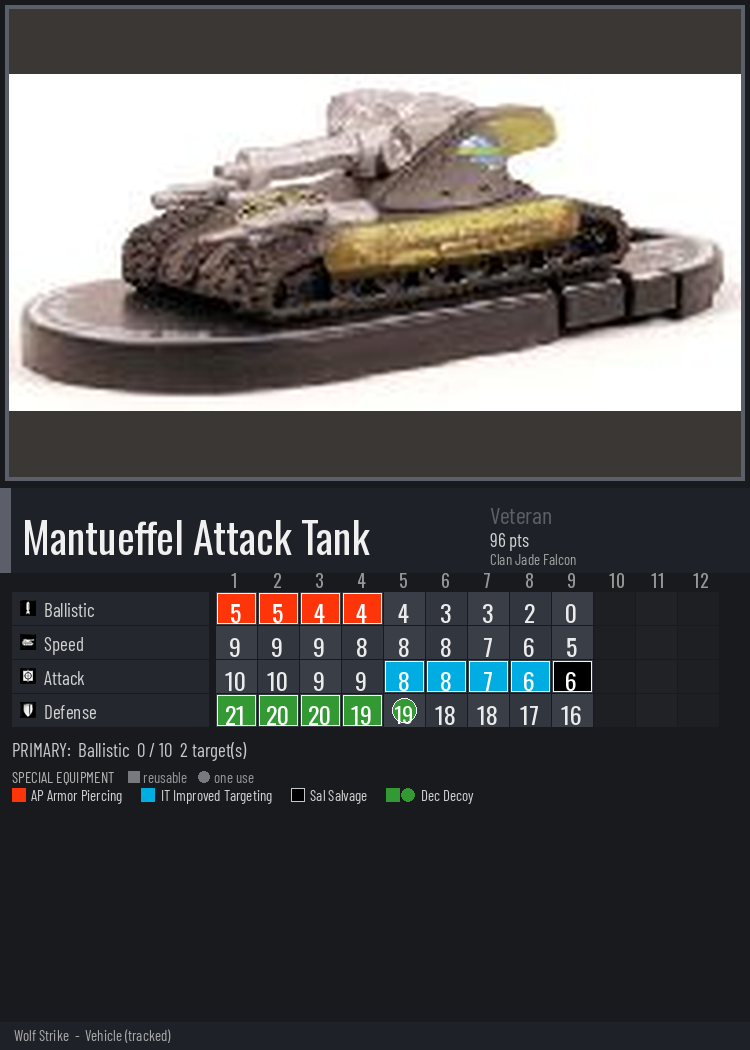 Mantueffel Attack Tank
Veteran
96 pts
Clan Jade Falcon
1 2 3 4 5 6 7 8 9 10 11 12
Ballistic 5 5 4 4 4 3 3 2 0
Speed 9 9 9 8 8 8 7 6 5
Attack 10 10 9 9 8 8 7 6 6
Defense 21 20 20 19 19 18 18 17 16
PRIMARY: Ballistic 0 / 10 2 target(s)
SPECIAL EQUIPMENT reusable one use
AP Armor Piercing IT Improved Targeting Sal Salvage Dec Decoy
Wolf Strike - Vehicle (tracked)